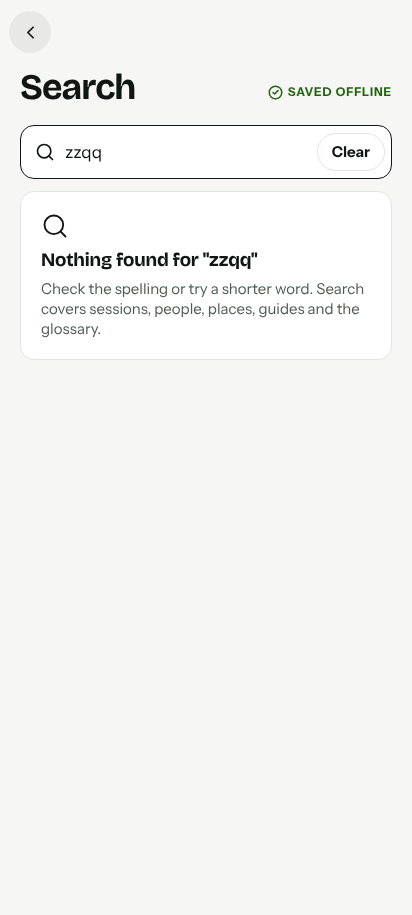 Search
SAVED OFFLINE
zzqq
Clear
Nothing found for "zzqq"
Check the spelling or try a shorter word. Search
covers sessions, people, places, guides and the
glossary.